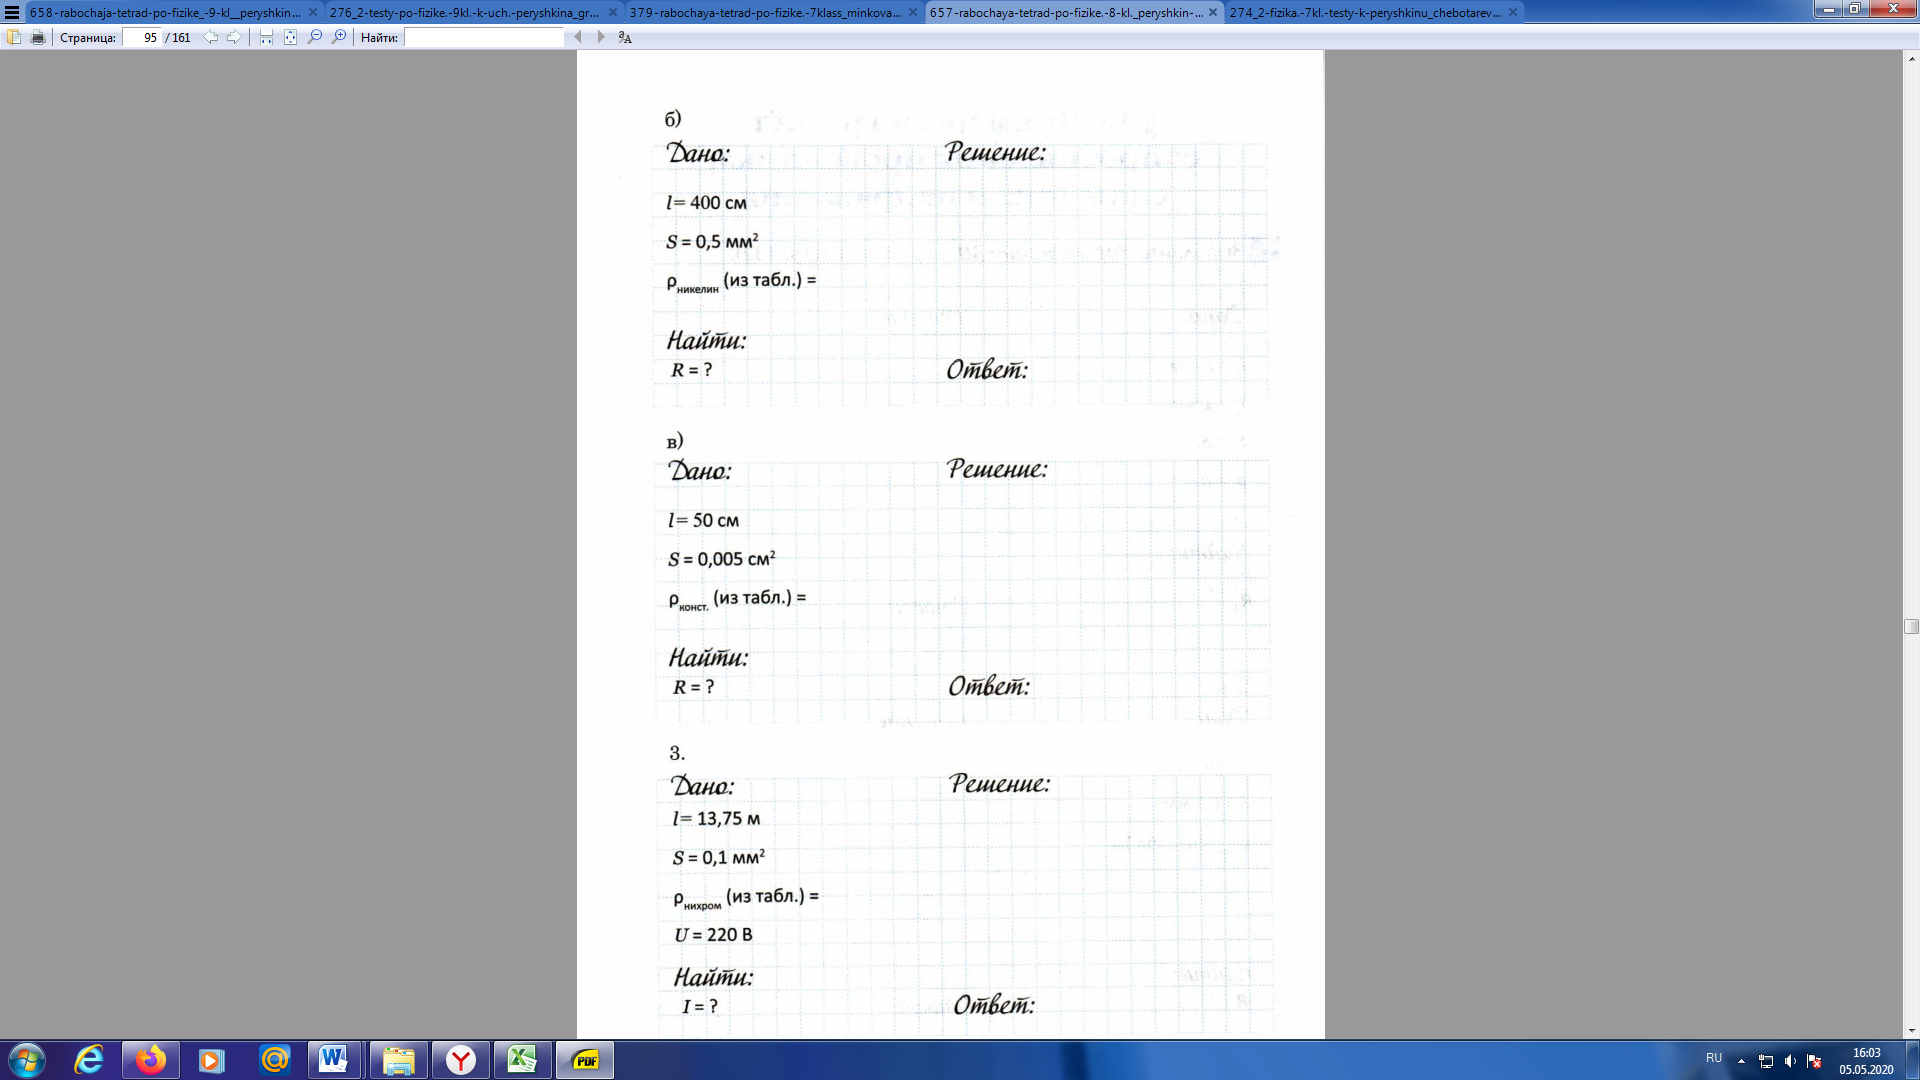 658-rabochaja-tetrad-po-fizike_-9-kl__peryshkin...
276_2-testy-po-fizike.-9kl.-k-uch.-peryshkina_gr...
379-rabochaya-tetrad-po-fizike.-7klass_minkova...
657-rabochaya-tetrad-po-fizike.-8-kl._peryshkin-...
274_2-fizika.-7kl.-testy-k-peryshkinu_chebotarev...
Страница: 95 / 161 Найти:
б)
Дано: Решение:
l = 400 см
S = 0,5 мм²
ρникелин (из табл.) =
Найти:
R = ? Ответ:
в)
Дано: Решение:
l = 50 см
S = 0,005 см²
ρконст. (из табл.) =
Найти:
R = ? Ответ:
3.
Дано: Решение:
l = 13,75 м
S = 0,1 мм²
ρнихром (из табл.) =
U = 220 В
Найти:
I = ? Ответ:
RU 16:03
05.05.2020